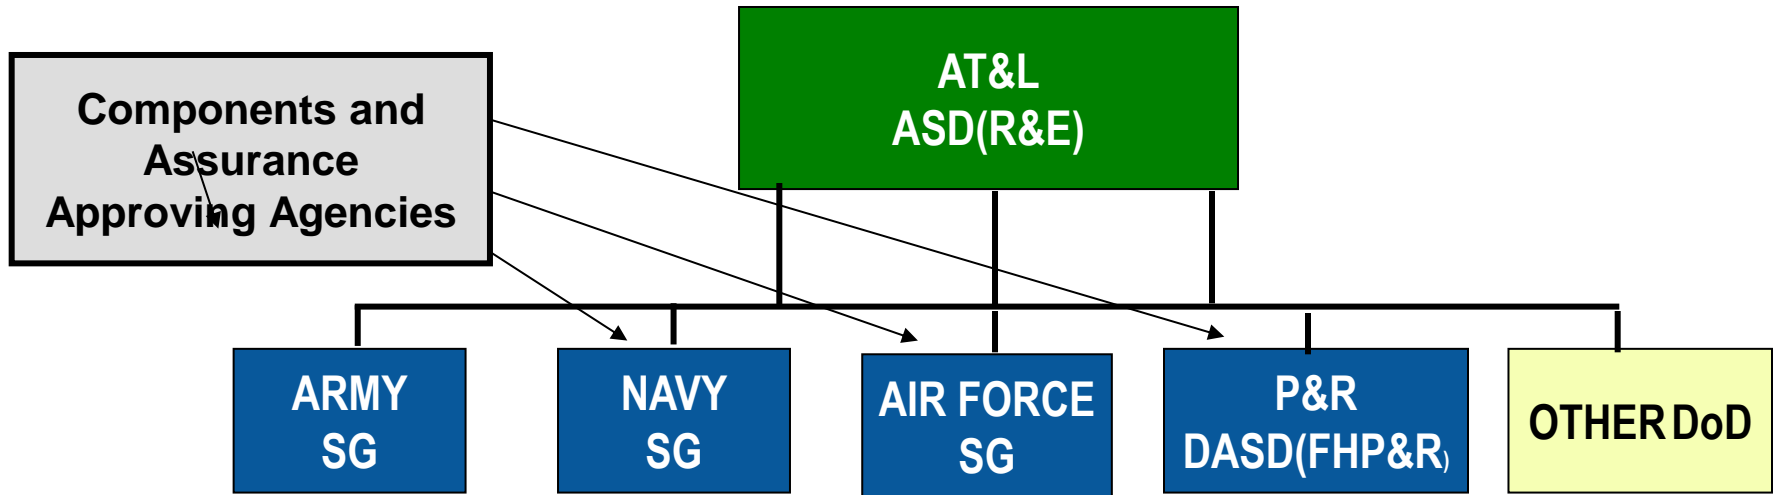 Components and
Assurance
Approving Agencies
AT&L
ASD(R&E)
ARMY
SG
NAVY
SG
AIR FORCE
SG
P&R
DASD(FHP&R)
OTHER DoD